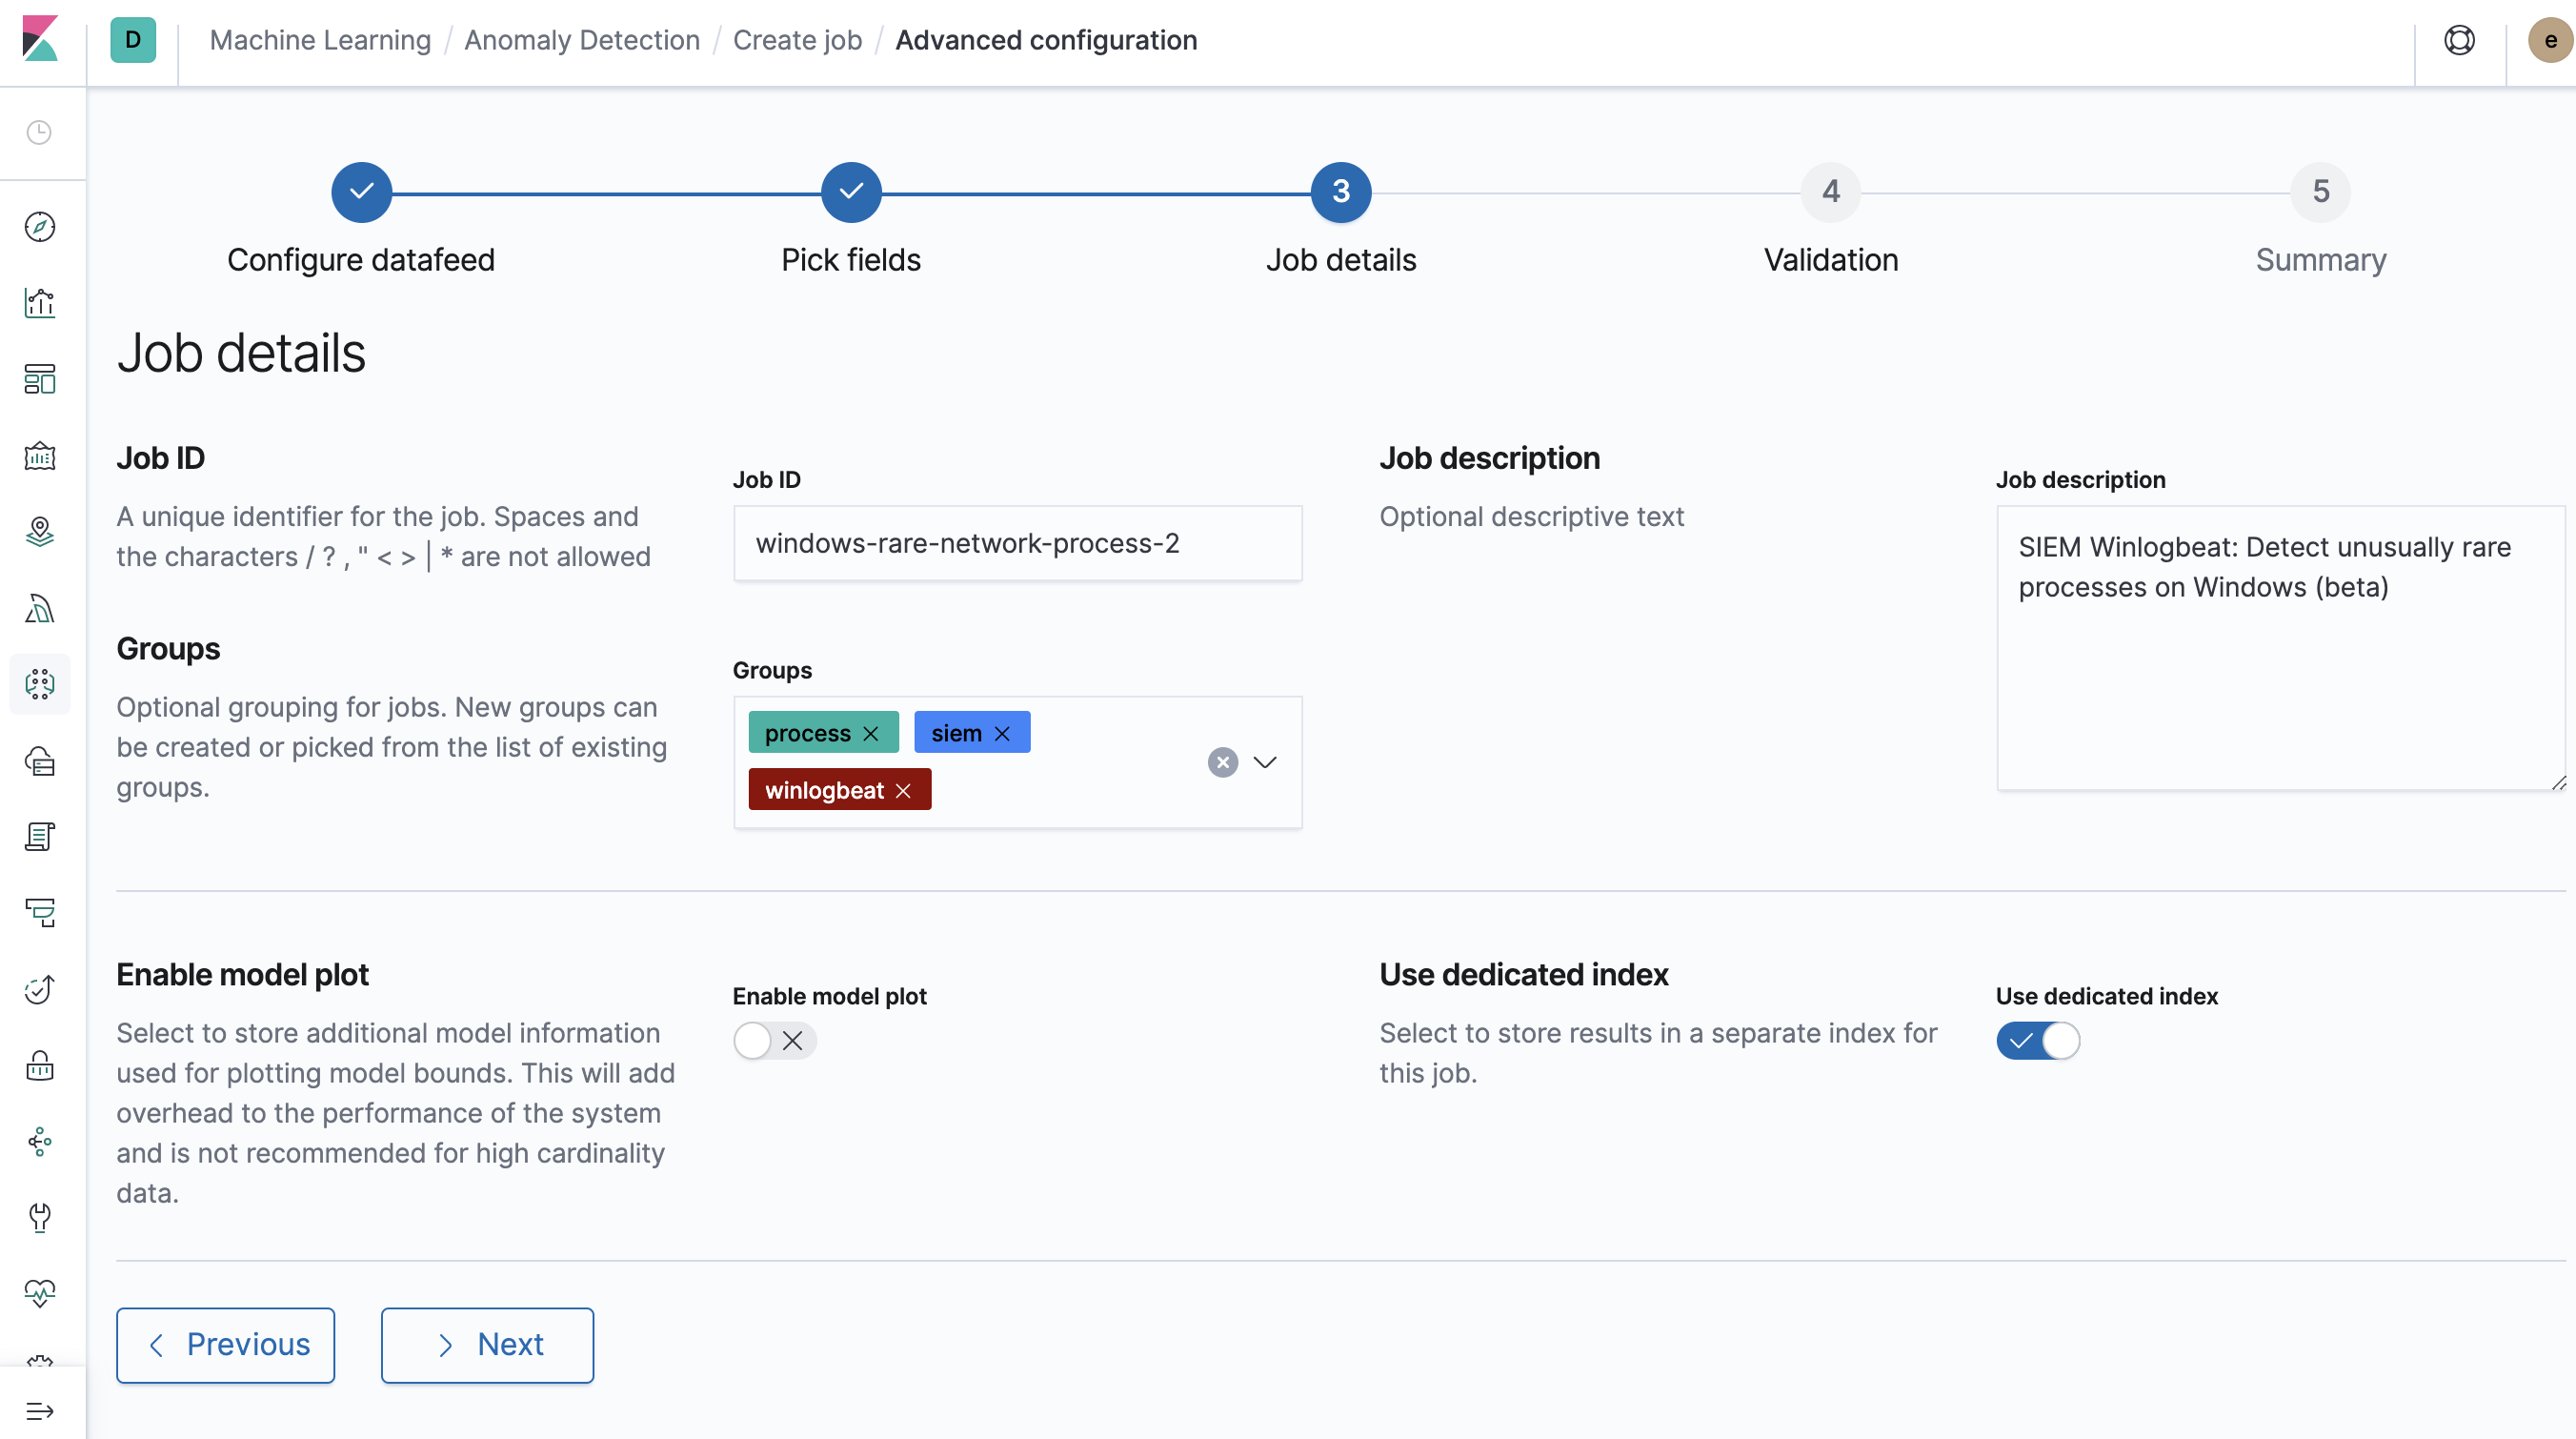 D
Machine Learning / Anomaly Detection / Create job / Advanced configuration
e
3
4
5
Configure datafeed
Pick fields
Job details
Validation
Summary
Job details
Job ID
A unique identifier for the job. Spaces and
the characters / ? , " < > | * are not allowed
Job ID
windows-rare-network-process-2
Job description
Optional descriptive text
Job description
SIEM Winlogbeat: Detect unusually rare
processes on Windows (beta)
Groups
Optional grouping for jobs. New groups can
be created or picked from the list of existing
groups.
Groups
process
siem
winlogbeat
Enable model plot
Select to store additional model information
used for plotting model bounds. This will add
overhead to the performance of the system
and is not recommended for high cardinality
data.
Enable model plot
Use dedicated index
Select to store results in a separate index for
this job.
Use dedicated index
Previous
Next